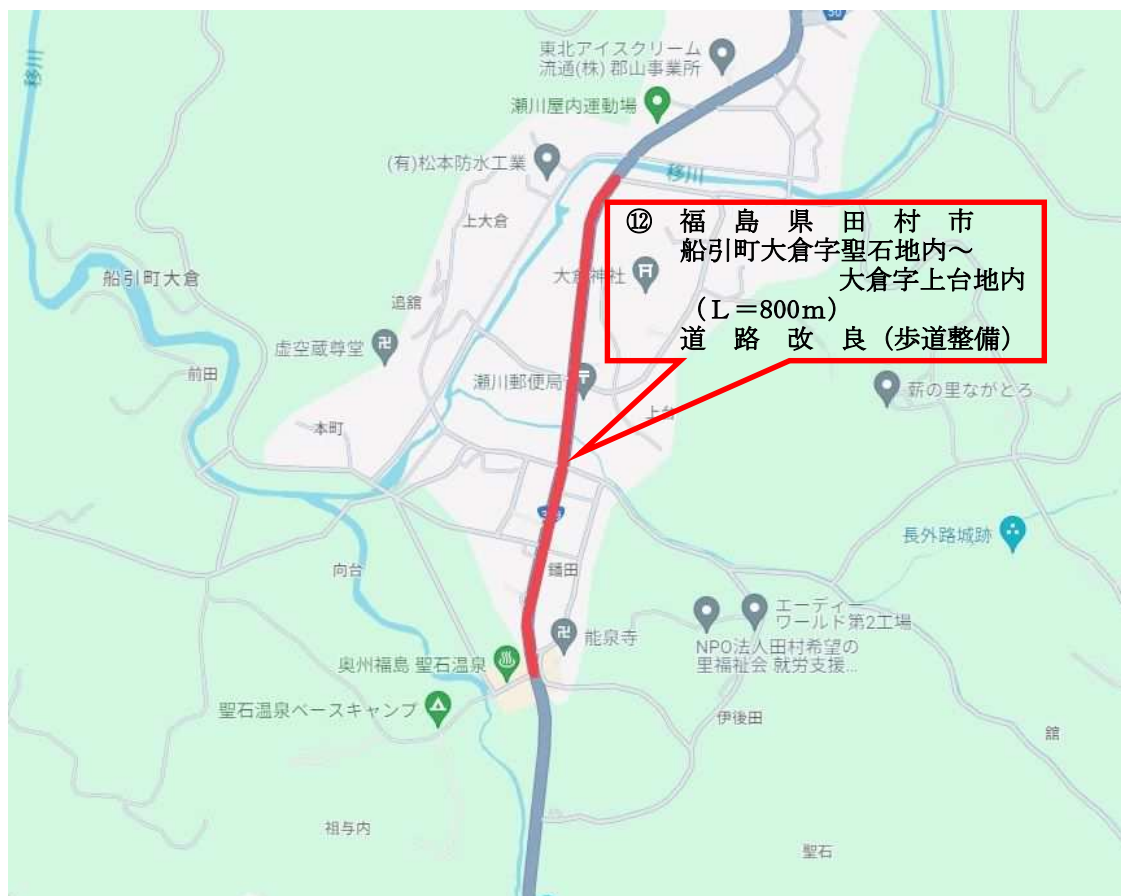 50
移川
東北アイスクリーム
流通(株) 郡山事業所
瀬川屋内運動場
(有)松本防水工業
移川
上大倉
⑫ 福島県田村市
船引町大倉字聖石地内～
大倉字上台地内
（L＝800m）
道路改良（歩道整備）
船引町大倉
大倉神社
追舘
虚空蔵尊堂
前田
瀬川郵便局
薪の里ながとろ
上台
本町
長外路城跡
向台
鐇田
エーディー
ワールド第2工場
能泉寺
NPO法人田村希望の
里福祉会 就労支援...
奥州福島 聖石温泉
聖石温泉ベースキャンプ
伊後田
舘
祖与内
聖石